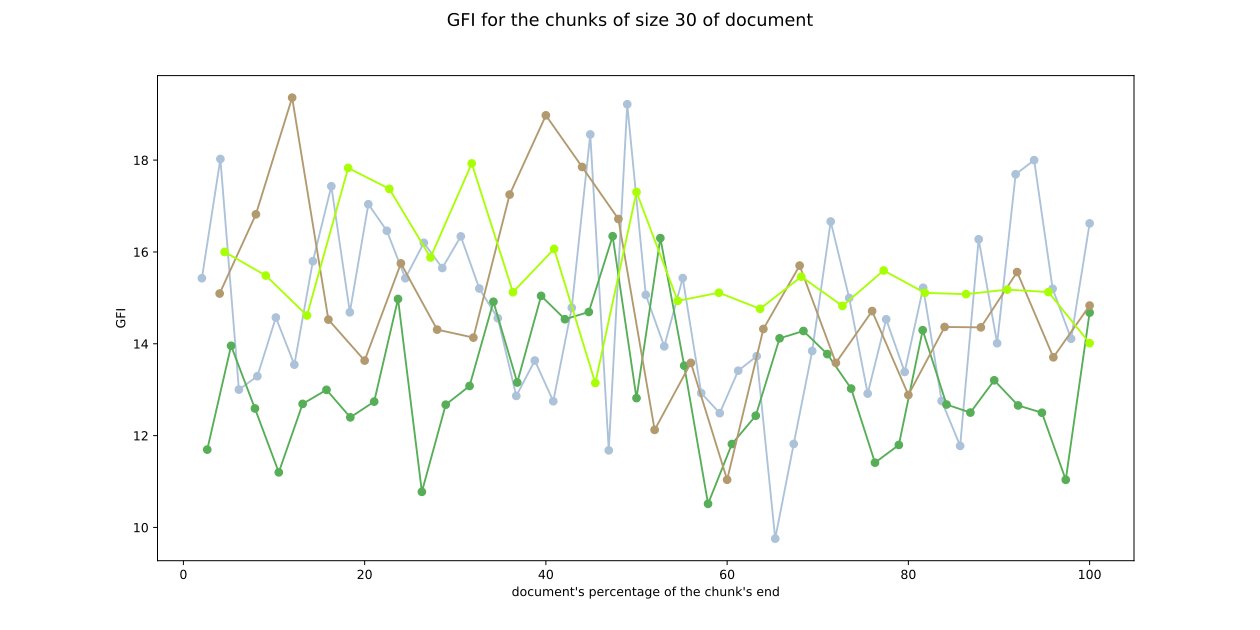 GFI for the chunks of size 30 of document
GFI
18
16
14
12
10
0 20 40 60 80 100
document's percentage of the chunk's end